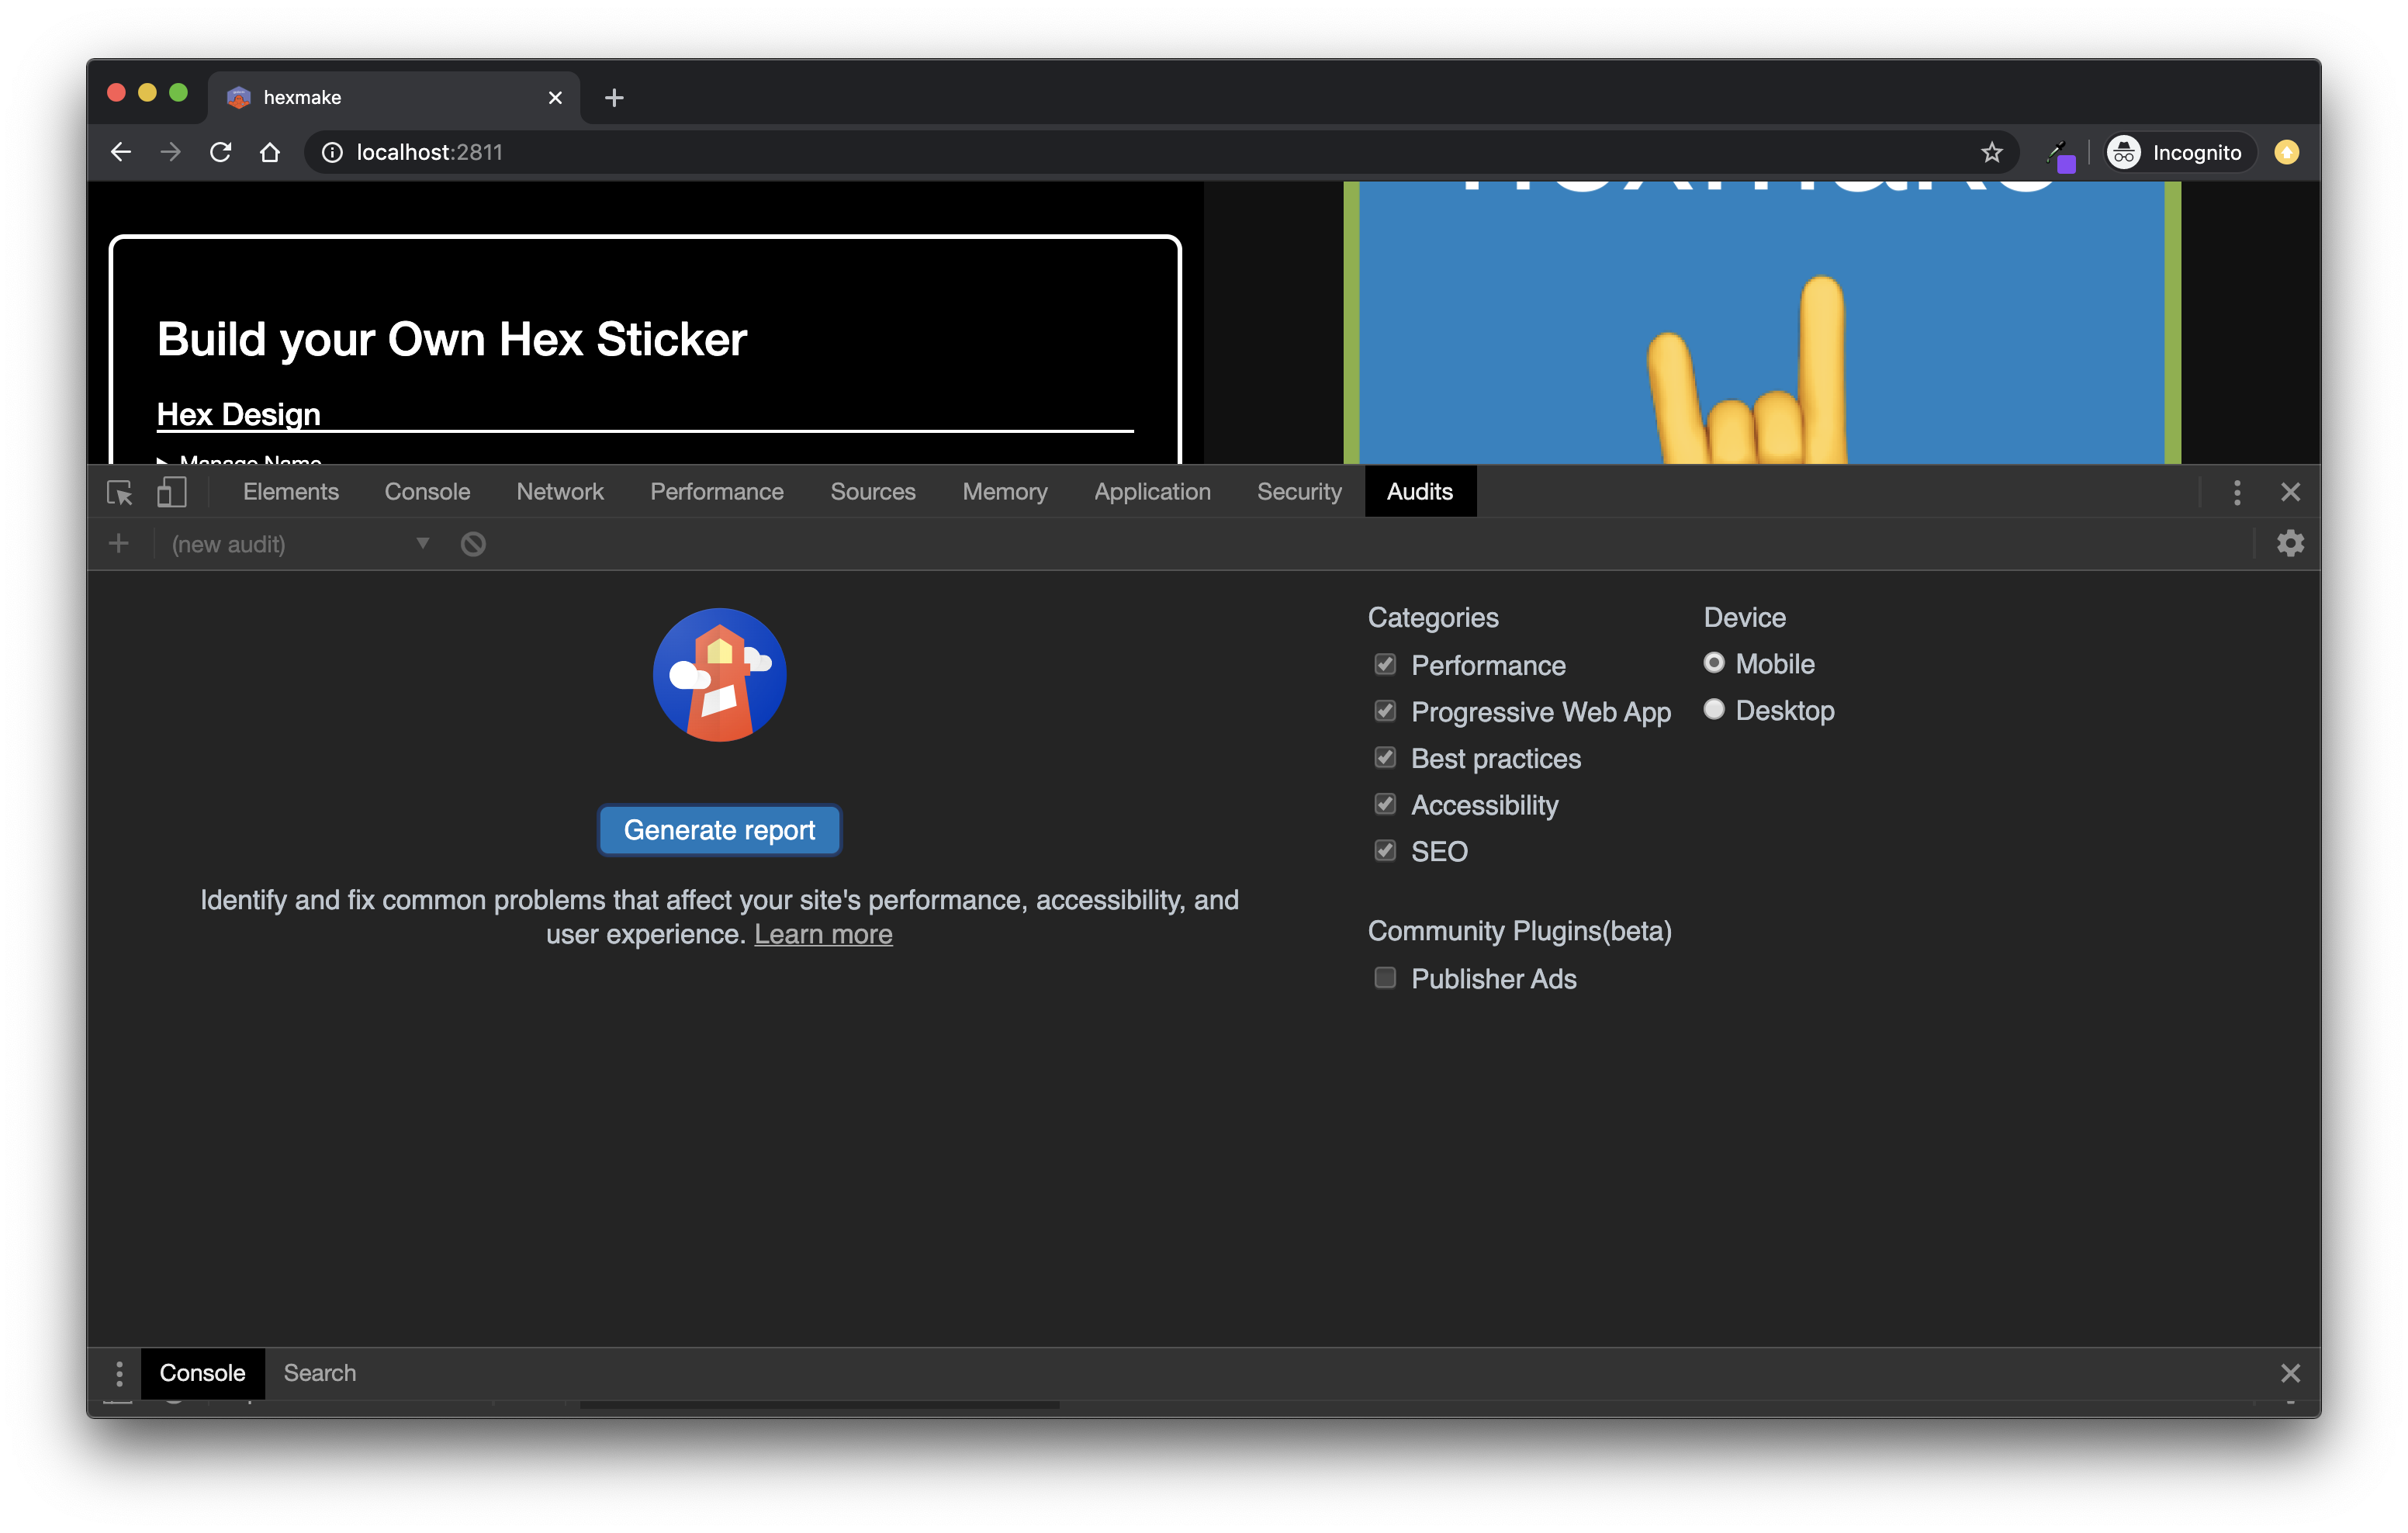 hexmake
localhost:2811
Incognito
hexmake
Build your Own Hex Sticker
Hex Design
Manage Name
Elements Console Network Performance Sources Memory Application Security Audits
(new audit)
Categories Device
Performance Mobile
Progressive Web App Desktop
Best practices
Accessibility
SEO
Generate report
Identify and fix common problems that affect your site's performance, accessibility, and
user experience. Learn more
Community Plugins(beta)
Publisher Ads
Console Search